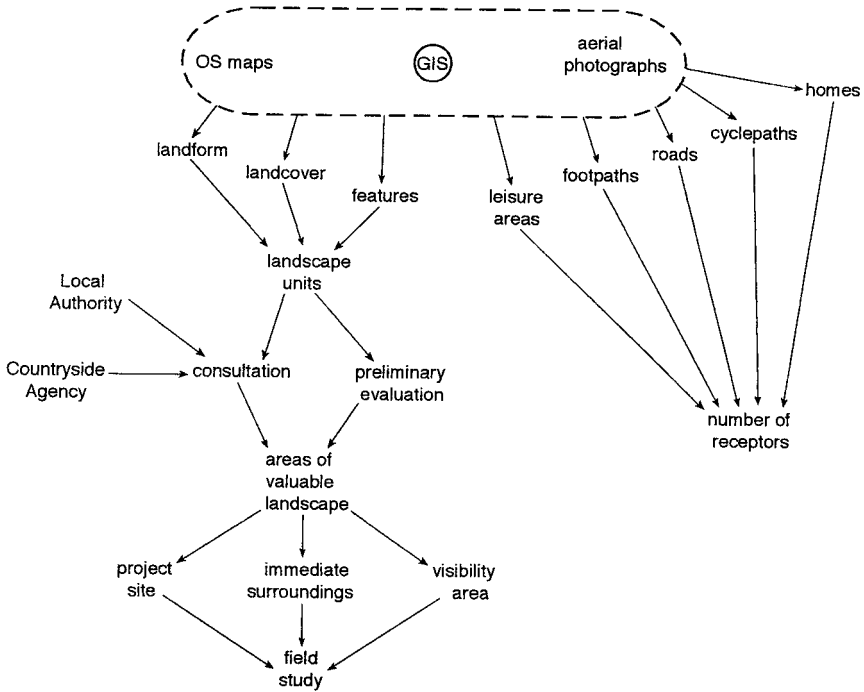 OS maps
GIS
aerial
photographs
homes
landform
landcover
features
leisure
areas
footpaths
roads
cyclepaths
landscape
units
Local
Authority
Countryside
Agency
consultation
preliminary
evaluation
number of
receptors
areas of
valuable
landscape
project
site
immediate
surroundings
visibility
area
field
study